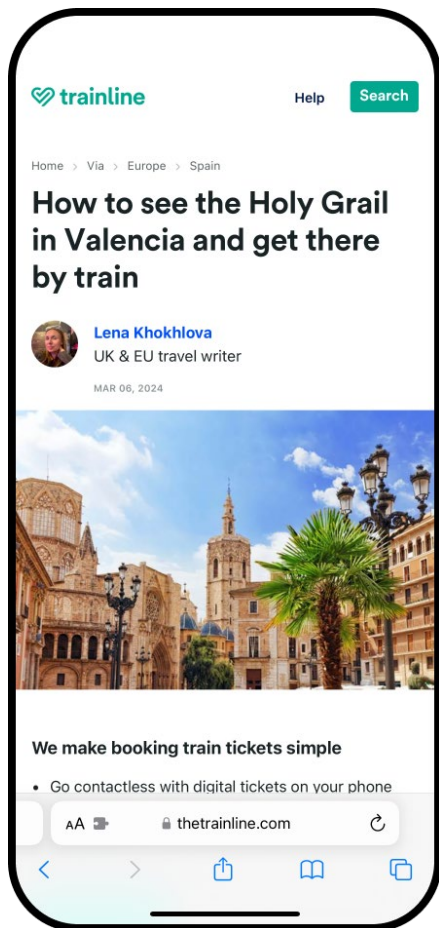 trainline
Help
Search
Home > Via > Europe > Spain
How to see the Holy Grail
in Valencia and get there
by train
Lena Khokhlova
UK & EU travel writer
MAR 06, 2024
We make booking train tickets simple
• Go contactless with digital tickets on your phone
AA
thetrainline.com